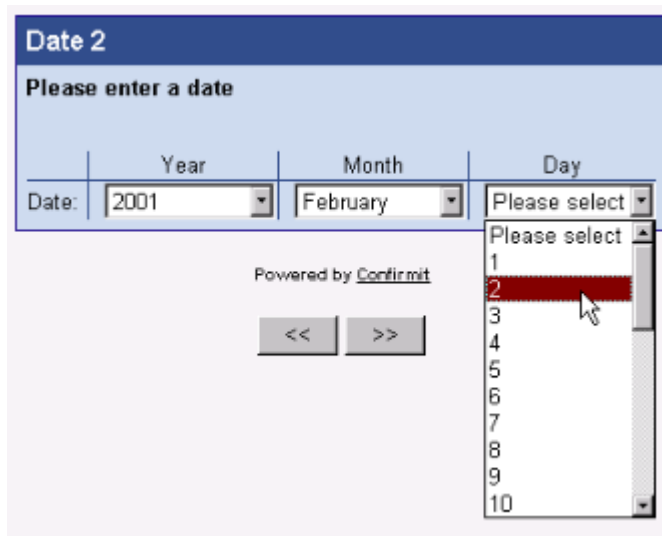 Date 2
Please enter a date
Year Month Day
Date: 2001 February Please select
Please select
1
2
3
4
5
6
7
8
9
10
Powered by Confirmit
<< >>